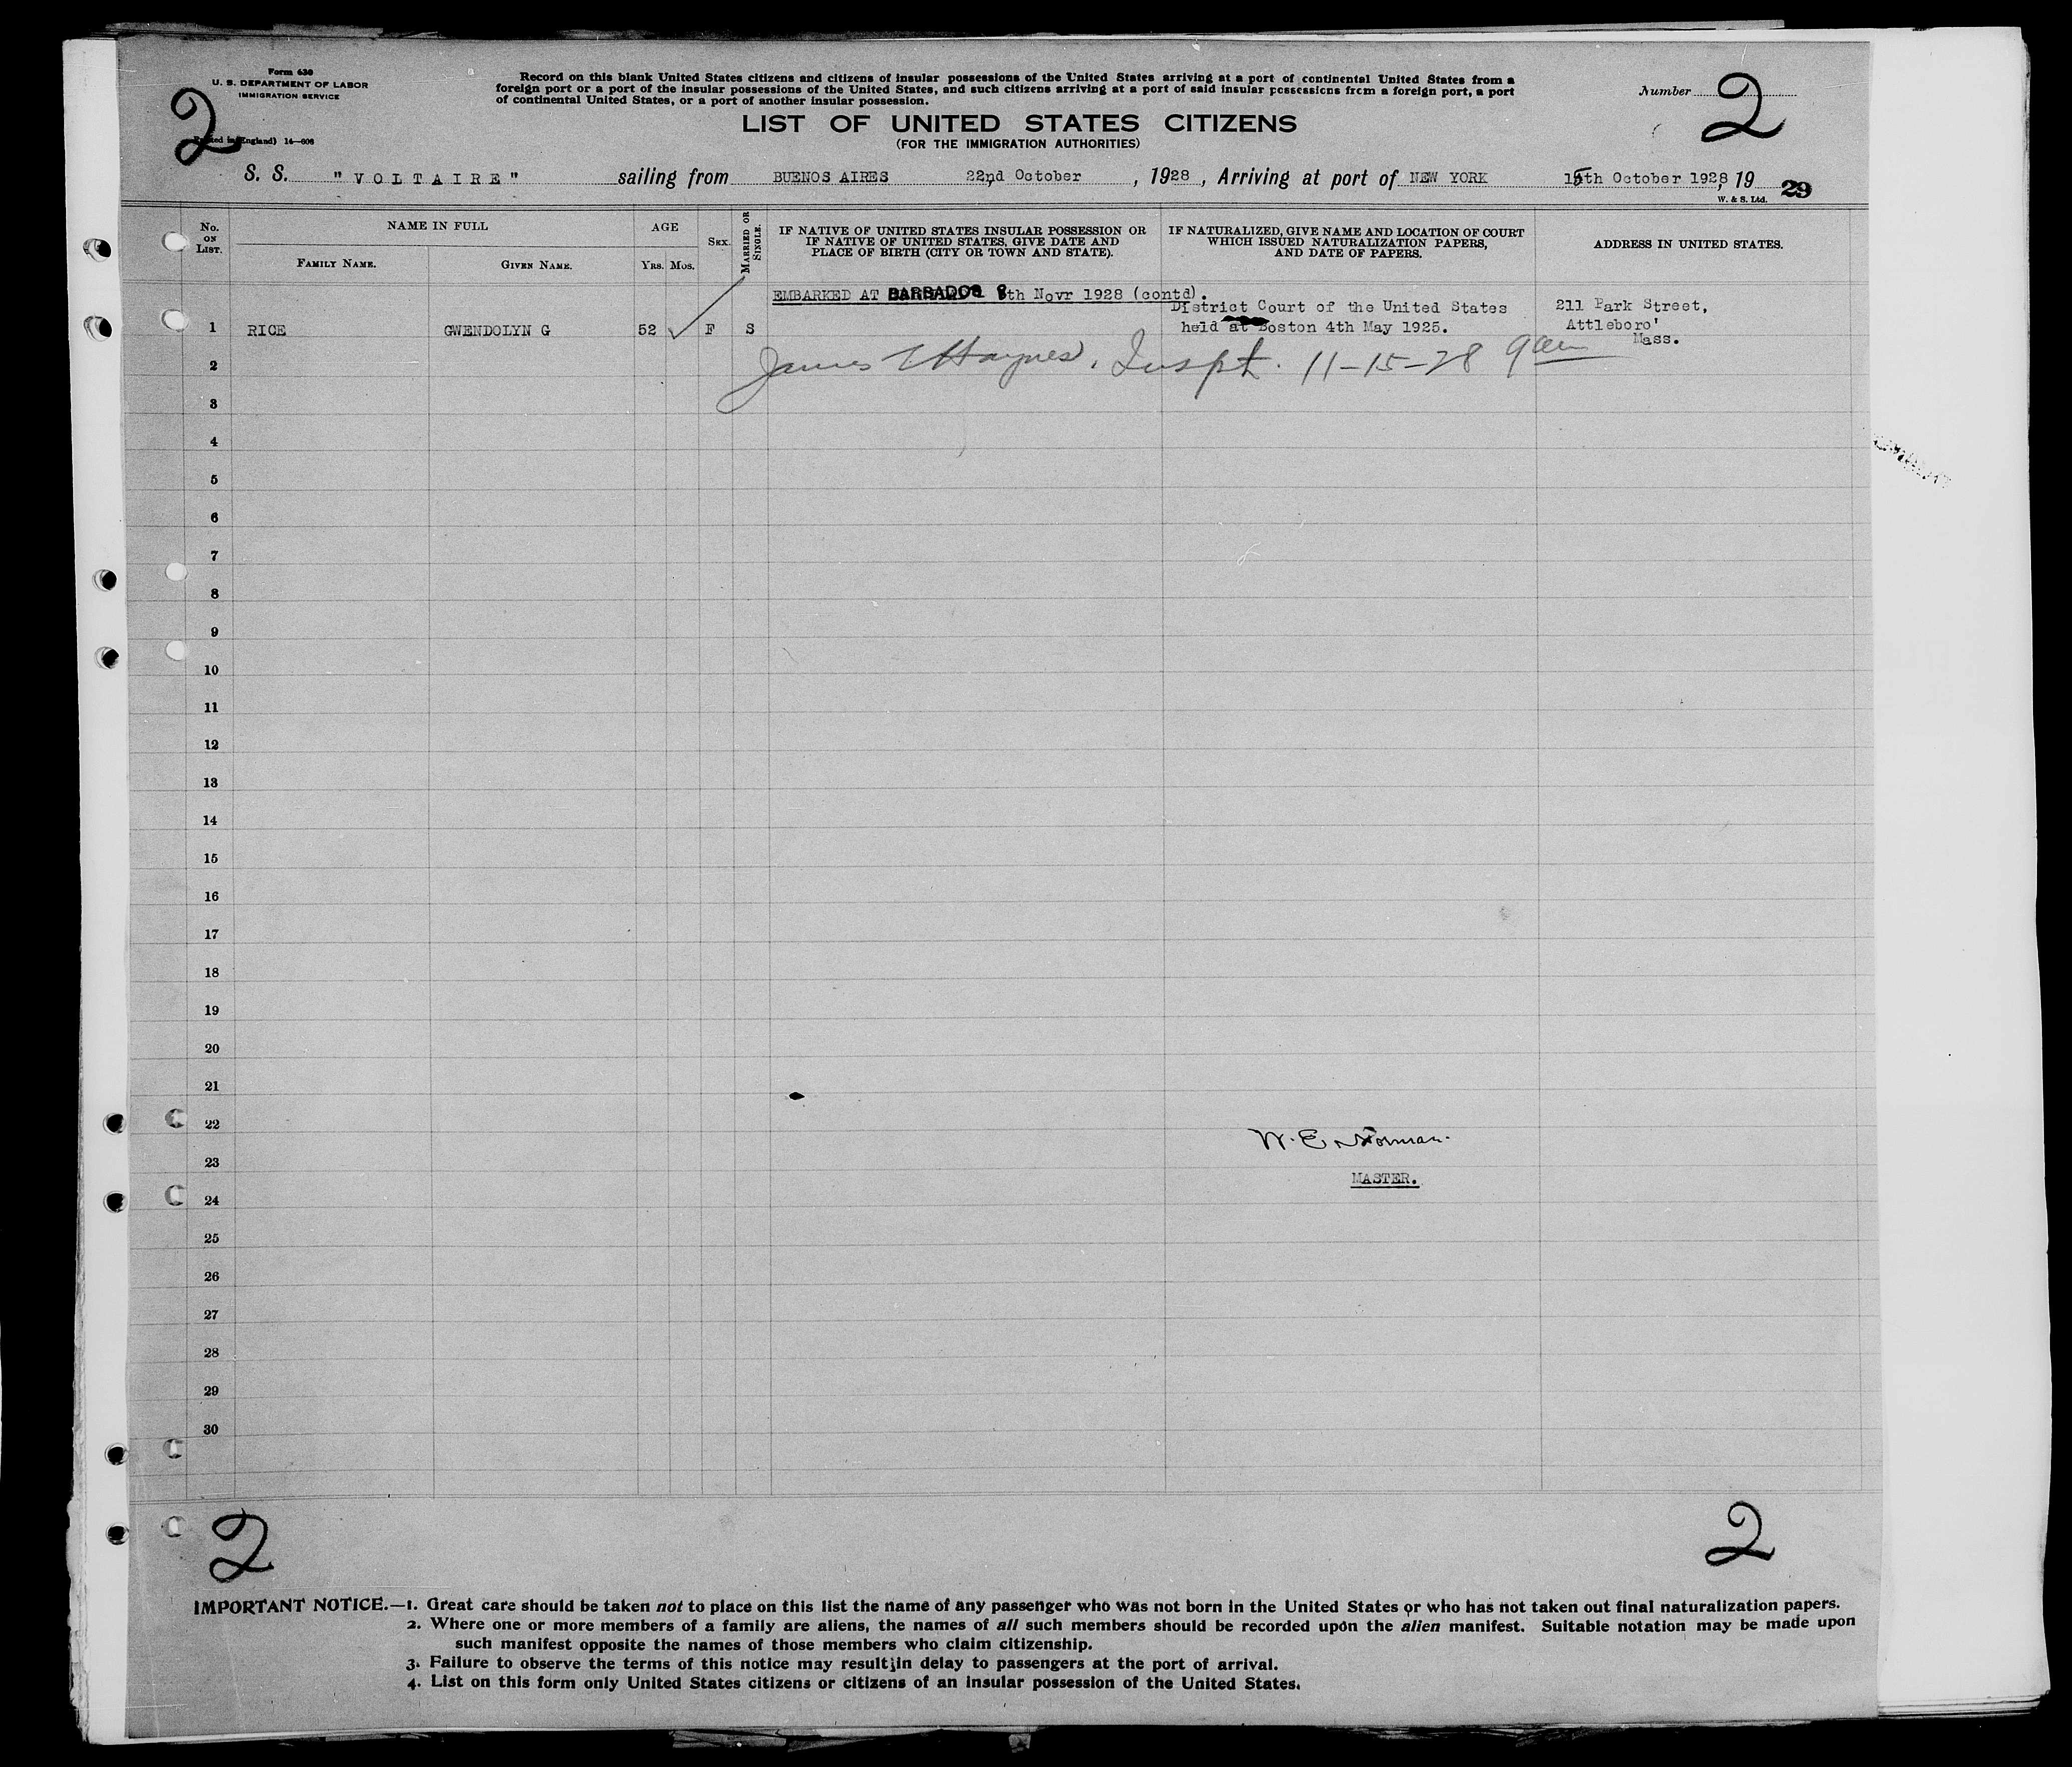 Form 630
U. S. DEPARTMENT OF LABOR
IMMIGRATION SERVICE
(Printed in England) 14—606
2
Record on this blank United States citizens and citizens of insular possessions of the United States arriving at a port of continental United States from a
foreign port or a port of the insular possessions of the United States, and such citizens arriving at a port of said insular possessions from a foreign port, a port
of continental United States, or a port of another insular possession.
Number 2
LIST OF UNITED STATES CITIZENS
(FOR THE IMMIGRATION AUTHORITIES)
S. S. "VOLTAIRE" sailing from BUENOS AIRES 22nd October, 1928, Arriving at port of NEW YORK 15th October 1928, 19
W. & S. Ltd. 29
No. ON LIST.
NAME IN FULL
FAMILY NAME. GIVEN NAME.
AGE
YRS. MOS.
SEX.
MARRIED OR SINGLE.
IF NATIVE OF UNITED STATES INSULAR POSSESSION OR
IF NATIVE OF UNITED STATES, GIVE DATE AND
PLACE OF BIRTH (CITY OR TOWN AND STATE).
IF NATURALIZED, GIVE NAME AND LOCATION OF COURT
WHICH ISSUED NATURALIZATION PAPERS,
AND DATE OF PAPERS.
ADDRESS IN UNITED STATES.
EMBARKED AT BARBADOS 8th Novr 1928 (contd).
1 RICE GWENDOLYN G 52 F S
District Court of the United States
held at Boston 4th May 1925.
211 Park Street,
Attleboro'
Mass.
2 James Haynes, Inspt. 11-15-28 9am
3
4
5
6
7
8
9
10
11
12
13
14
15
16
17
18
19
20
21
22
W. E. Norman.
23
MASTER.
24
25
26
27
28
29
30
2 2
IMPORTANT NOTICE.—1. Great care should be taken not to place on this list the name of any passenger who was not born in the United States or who has not taken out final naturalization papers.
2. Where one or more members of a family are aliens, the names of all such members should be recorded upon the alien manifest. Suitable notation may be made upon
such manifest opposite the names of those members who claim citizenship.
3. Failure to observe the terms of this notice may result in delay to passengers at the port of arrival.
4. List on this form only United States citizens or citizens of an insular possession of the United States.